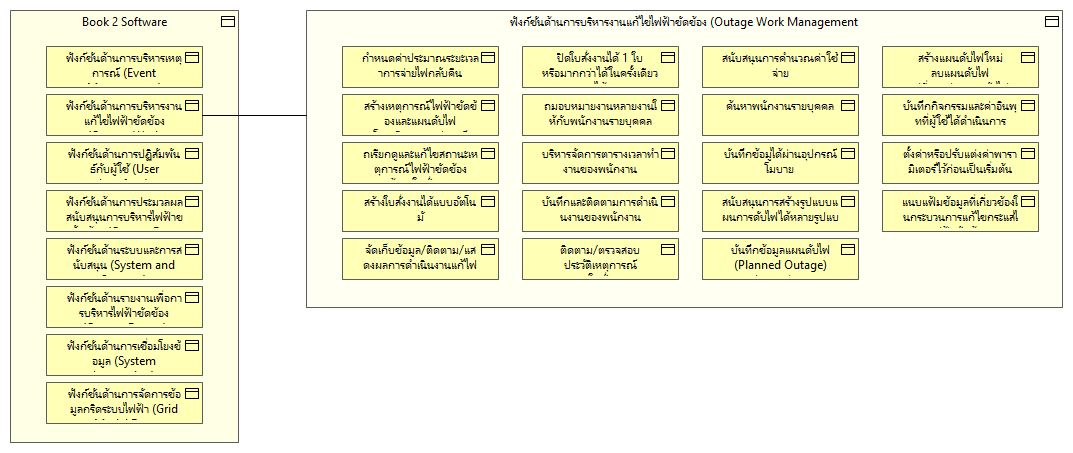 Book 2 Software
ฟังก์ชันด้านการบริหารเหตุ
การณ์ (Event
ฟังก์ชันด้านการบริหารงาน
แก้ไขไฟฟ้าขัดข้อง
ฟังก์ชันด้านการปฏิสัมพัน
ธ์กับผู้ใช้ (User
ฟังก์ชันด้านการประมวลผล
สนับสนุนการบริหารไฟฟ้าข
ฟังก์ชันด้านระบบและการส
นับสนุน (System and
ฟังก์ชันด้านรายงานเพื่อกา
รบริหารไฟฟ้าขัดข้อง
ฟังก์ชันด้านการเชื่อมโยงข้
อมูล (System
ฟังก์ชันด้านการจัดการข้อ
มูลกริดระบบไฟฟ้า (Grid
ฟังก์ชันด้านการบริหารงานแก้ไขไฟฟ้าขัดข้อง (Outage Work Management
กำหนดค่าประมาณระยะเวล
าการจ่ายไฟกลับคืน
ปิดใบสั่งงานได้ 1 ใบ
หรือมากกว่าได้ในครั้งเดียว
สนับสนุนการคำนวณค่าใช้
จ่าย
สร้างแผนดับไฟใหม่
ลบแผนดับไฟ
สร้างเหตุการณ์ไฟฟ้าขัดข้
องและแผนดับไฟ
ถมอบหมายงานหลายงานใ
ห้กับพนักงานรายบุคคล
ค้นหาพนักงานรายบุคคล
บันทึกกิจกรรมและค่าอินพุ
ทที่ผู้ใช้ได้ดำเนินการ
ถเรียกดูและแก้ไขสถานะเห
ตุการณ์ไฟฟ้าขัดข้อง
บริหารจัดการตารางเวลาทำ
งานของพนักงาน
บันทึกข้อมูได้ผ่านอุปกรณ์
โมบาย
ตั้งค่าหรือปรับแต่งค่าพารา
มิเตอร์ไว้ก่อนเป็นเริ่มต้น
สร้างใบสั่งงานได้แบบอัตโน
มั
บันทึกและติดตามการดำเนิ
นงานของพนักงาน
สนับสนุนการสร้างรูปแบบแ
ผนการดับไฟได้หลายรูปแบ
แนบแฟ้มข้อมูลที่เกี่ยวข้องใ
นกระบวนการแก้ไขกระแสไ
จัดเก็บข้อมูล/ติดตาม/แส
ดงผลการดำเนินงานแก้ไฟ
ติดตาม/ตรวจสอบ
ประวัติเหตุการณ์
บันทึกข้อมูลแผนดับไฟ
(Planned Outage)